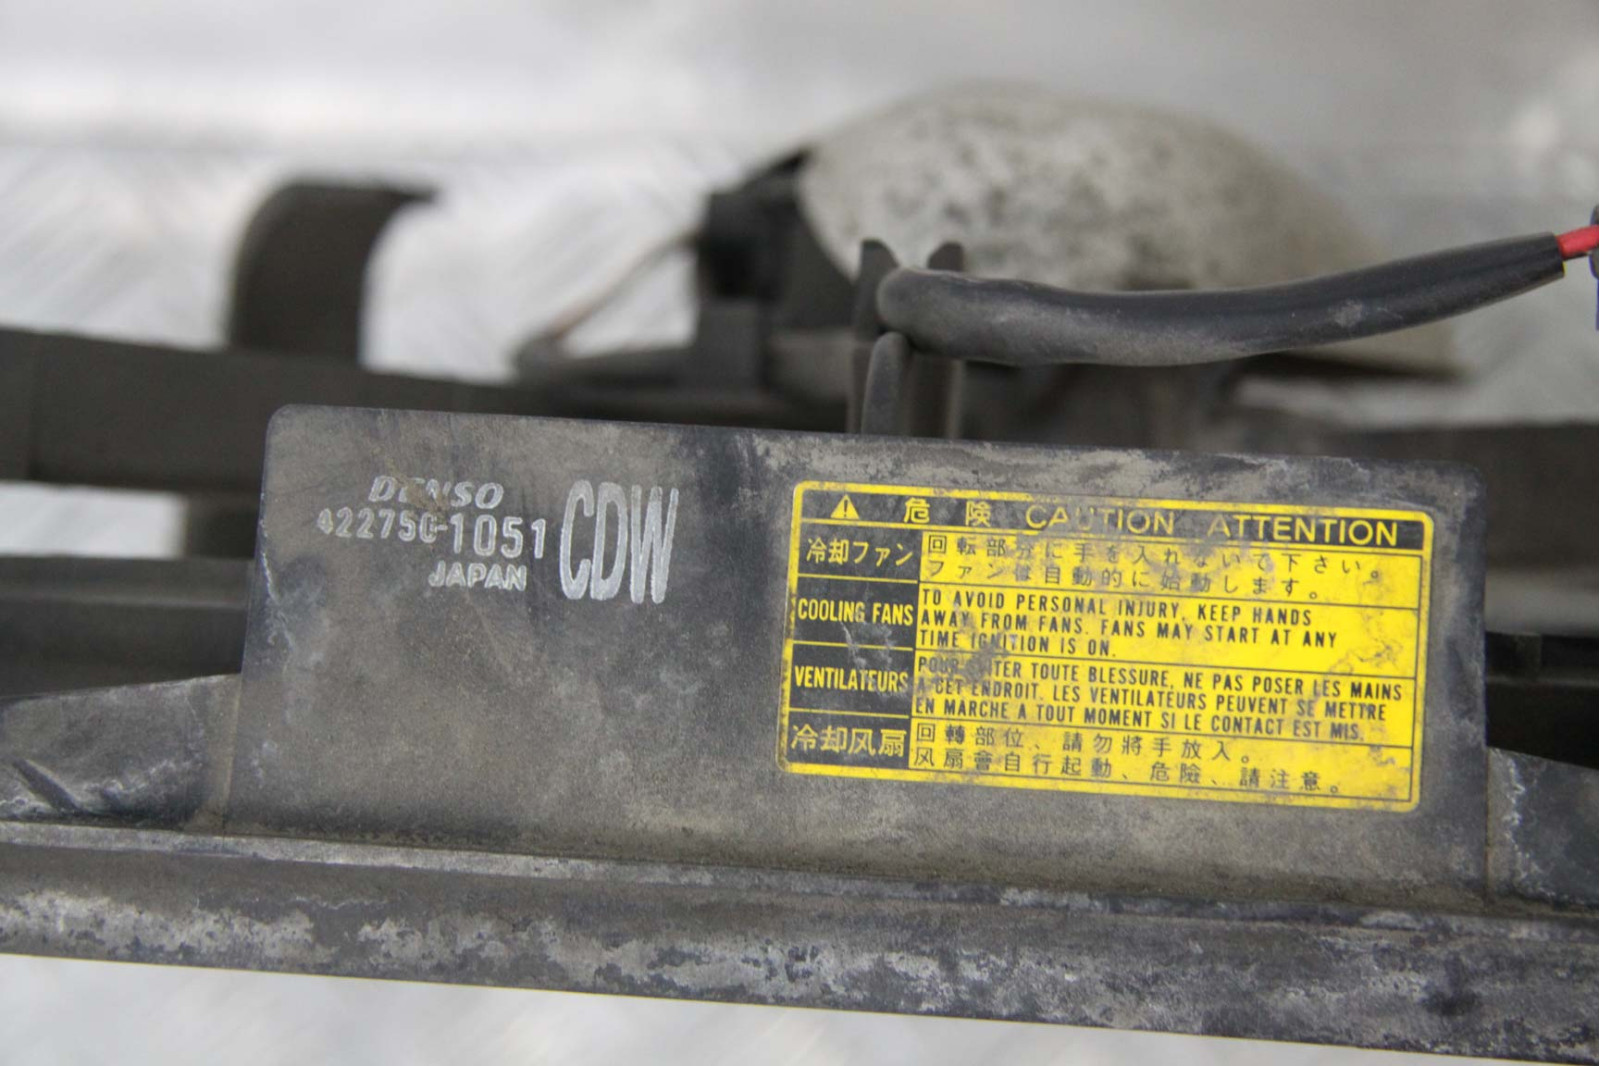 DENSO
422750-1051
JAPAN
CDW
危険 CAUTION ATTENTION
冷却ファン
回転部分に手を入れないで下さい。
ファンは自動的に始動します。
COOLING FANS
TO AVOID PERSONAL INJURY, KEEP HANDS
AWAY FROM FANS. FANS MAY START AT ANY
TIME IGNITION IS ON.
VENTILATEURS
POUR EVITER TOUTE BLESSURE, NE PAS POSER LES MAINS
A CET ENDROIT. LES VENTILATEURS PEUVENT SE METTRE
EN MARCHE A TOUT MOMENT SI LE CONTACT EST MIS.
冷却风扇
回轉部位、請勿將手放入。
风扇會自行起動、危險、請注意。